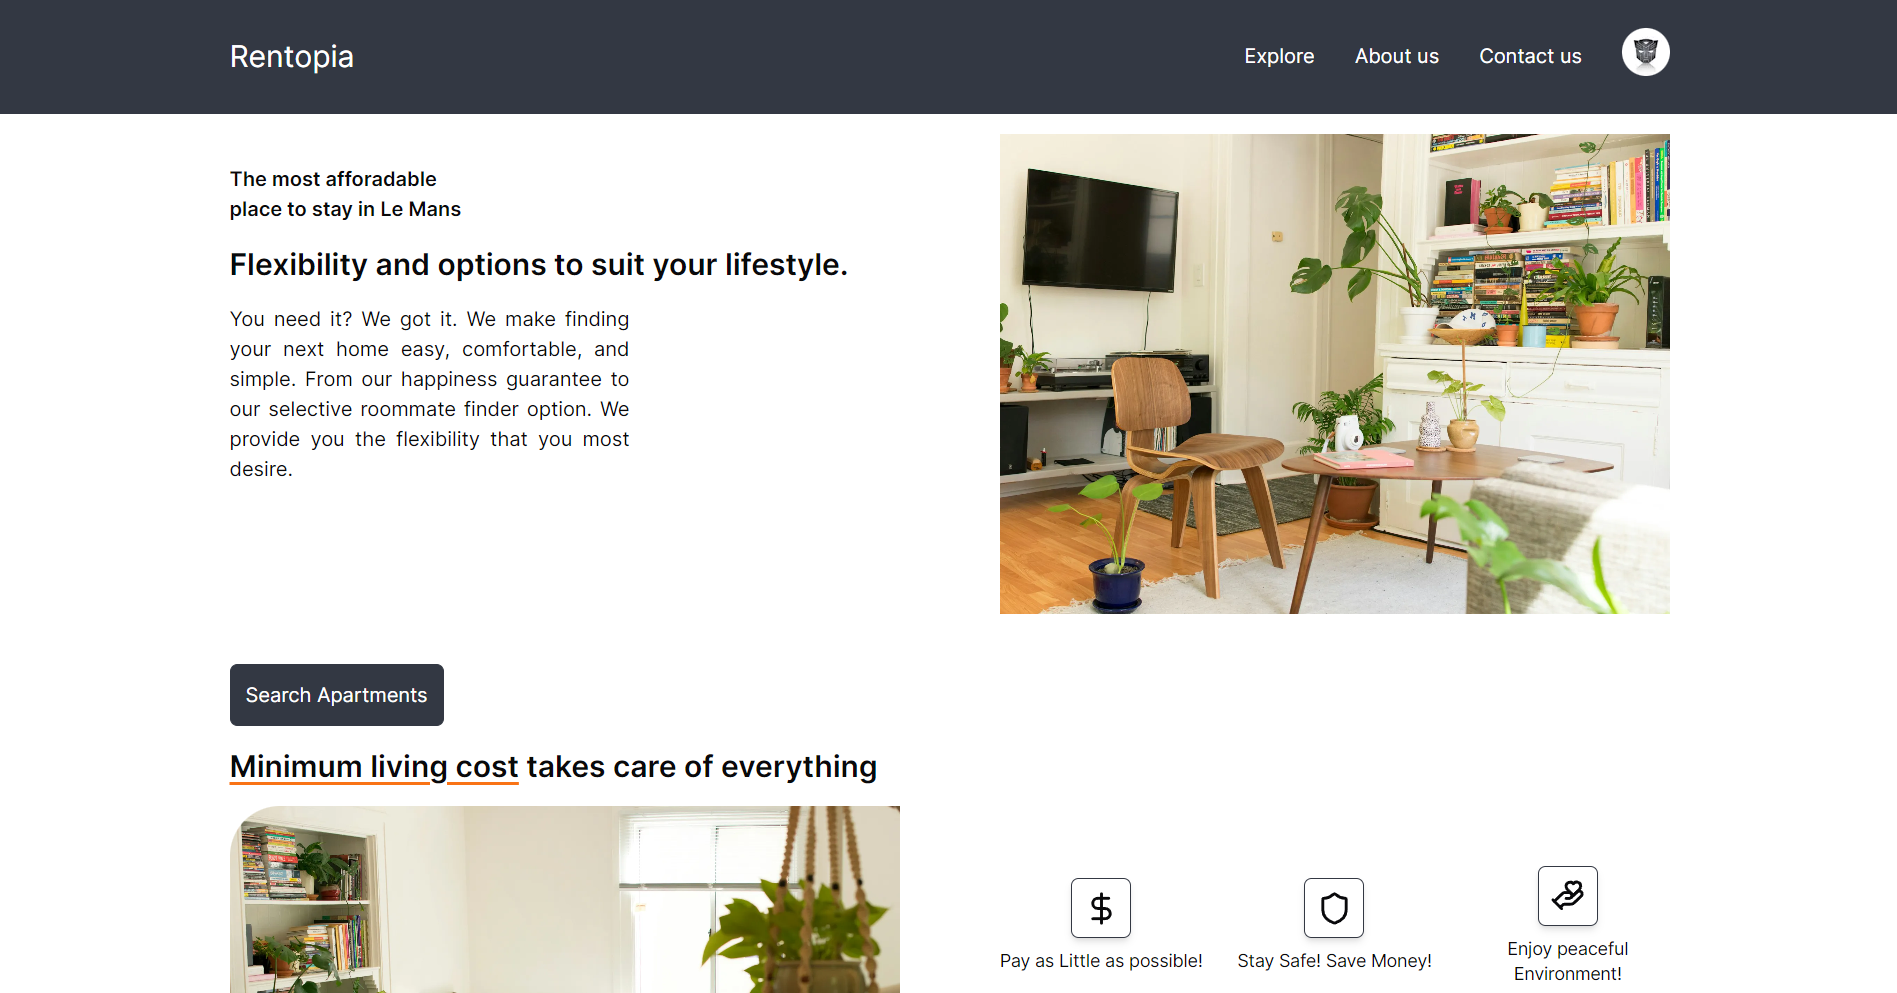 Rentopia
Explore
About us
Contact us
The most afforadable
place to stay in Le Mans
Flexibility and options to suit your lifestyle.
You need it? We got it. We make finding
your next home easy, comfortable, and
simple. From our happiness guarantee to
our selective roommate finder option. We
provide you the flexibility that you most
desire.
Search Apartments
Minimum living cost takes care of everything
Pay as Little as possible!
Stay Safe! Save Money!
Enjoy peaceful
Environment!